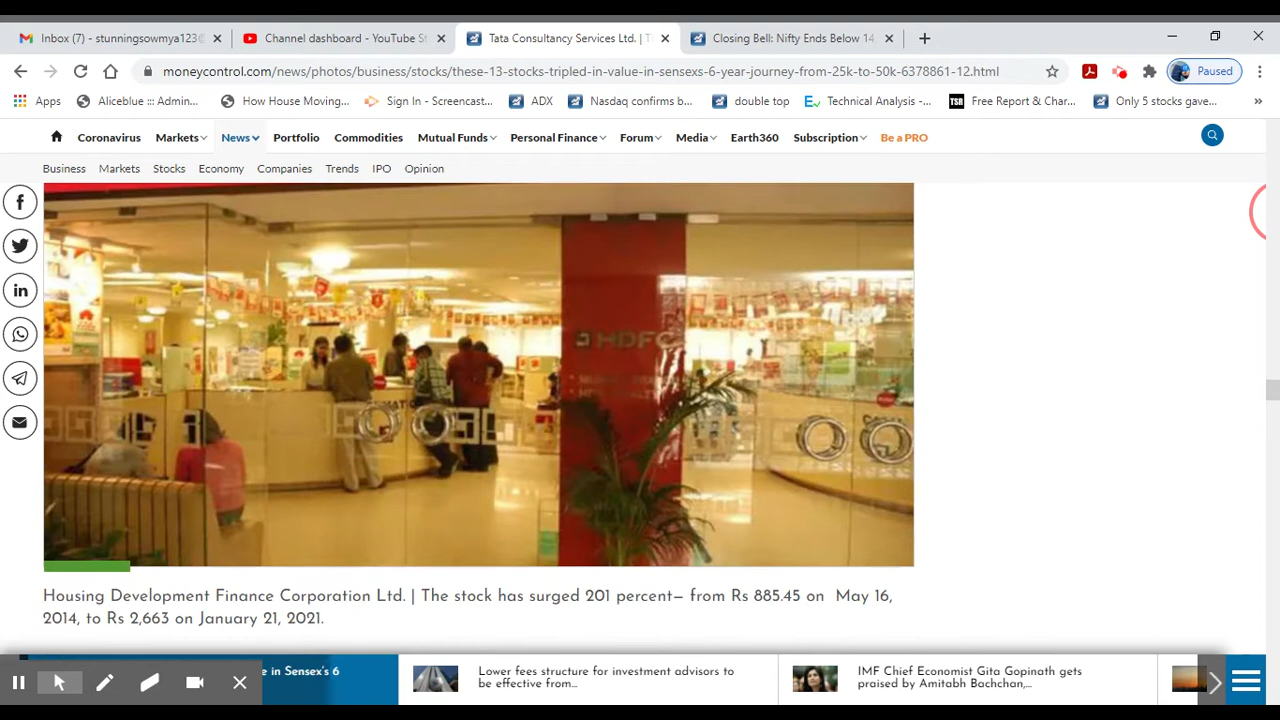 Inbox (7) - stunningsowmya123@
Channel dashboard - YouTube St
Tata Consultancy Services Ltd. | T
Closing Bell: Nifty Ends Below 14,
moneycontrol.com/news/photos/business/stocks/these-13-stocks-tripled-in-value-in-sensexs-6-year-journey-from-25k-to-50k-6378861-12.html
Paused
Apps
Aliceblue ::: Admin...
How House Moving...
Sign In - Screencast...
ADX
Nasdaq confirms b...
double top
Technical Analysis -...
TSR
Free Report & Char...
Only 5 stocks gave...
»
Coronavirus
Markets
News
Portfolio
Commodities
Mutual Funds
Personal Finance
Forum
Media
Earth360
Subscription
Be a PRO
Business
Markets
Stocks
Economy
Companies
Trends
IPO
Opinion
HDFC
Housing Development Finance Corporation Ltd. | The stock has surged 201 percent— from Rs 885.45 on May 16,
2014, to Rs 2,663 on January 21, 2021.
e in Sensex's 6
Lower fees structure for investment advisors to
be effective from...
IMF Chief Economist Gita Gopinath gets
praised by Amitabh Bachchan,...